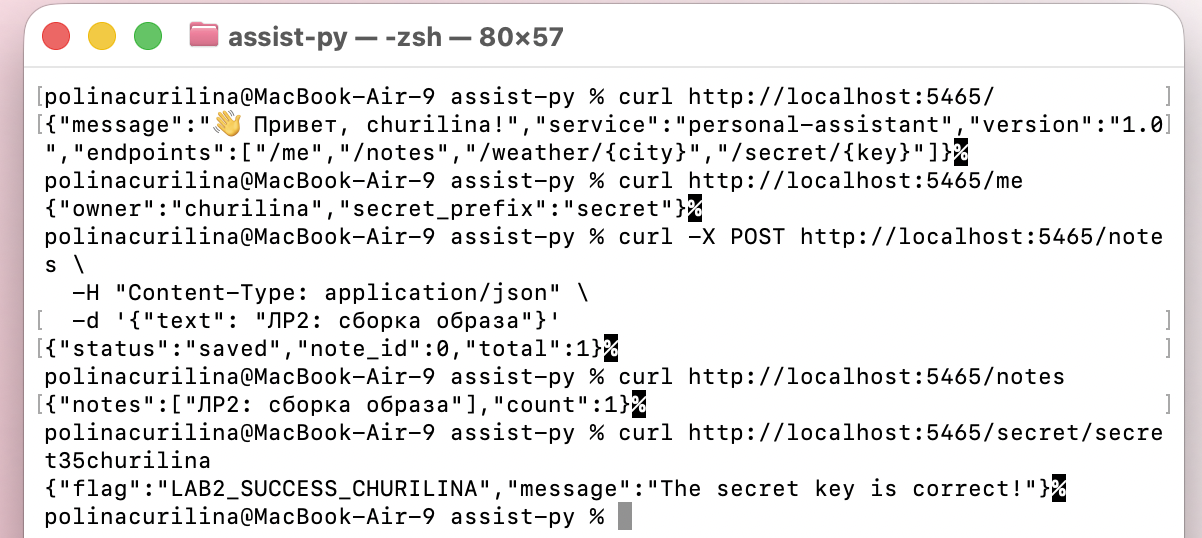 assist-py — -zsh — 80×57
[polinacurilina@MacBook-Air-9 assist-py % curl http://localhost:5465/ ]
[{"message":"👋 Привет, churilina!","service":"personal-assistant","version":"1.0]
","endpoints":["/me","/notes","/weather/{city}","/secret/{key}"]}%
polinacurilina@MacBook-Air-9 assist-py % curl http://localhost:5465/me
{"owner":"churilina","secret_prefix":"secret"}%
polinacurilina@MacBook-Air-9 assist-py % curl -X POST http://localhost:5465/note
s \
  -H "Content-Type: application/json" \
[  -d '{"text": "ЛР2: сборка образа"}' ]
[{"status":"saved","note_id":0,"total":1}% ]
polinacurilina@MacBook-Air-9 assist-py % curl http://localhost:5465/notes
[{"notes":["ЛР2: сборка образа"],"count":1}% ]
polinacurilina@MacBook-Air-9 assist-py % curl http://localhost:5465/secret/secre
t35churilina
{"flag":"LAB2_SUCCESS_CHURILINA","message":"The secret key is correct!"}%
polinacurilina@MacBook-Air-9 assist-py %